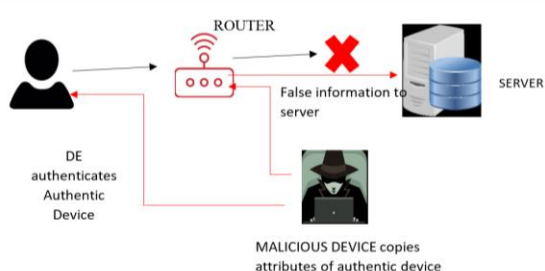 ROUTER
False information to
server
SERVER
DE
authenticates
Authentic
Device
MALICIOUS DEVICE copies
attributes of authentic device